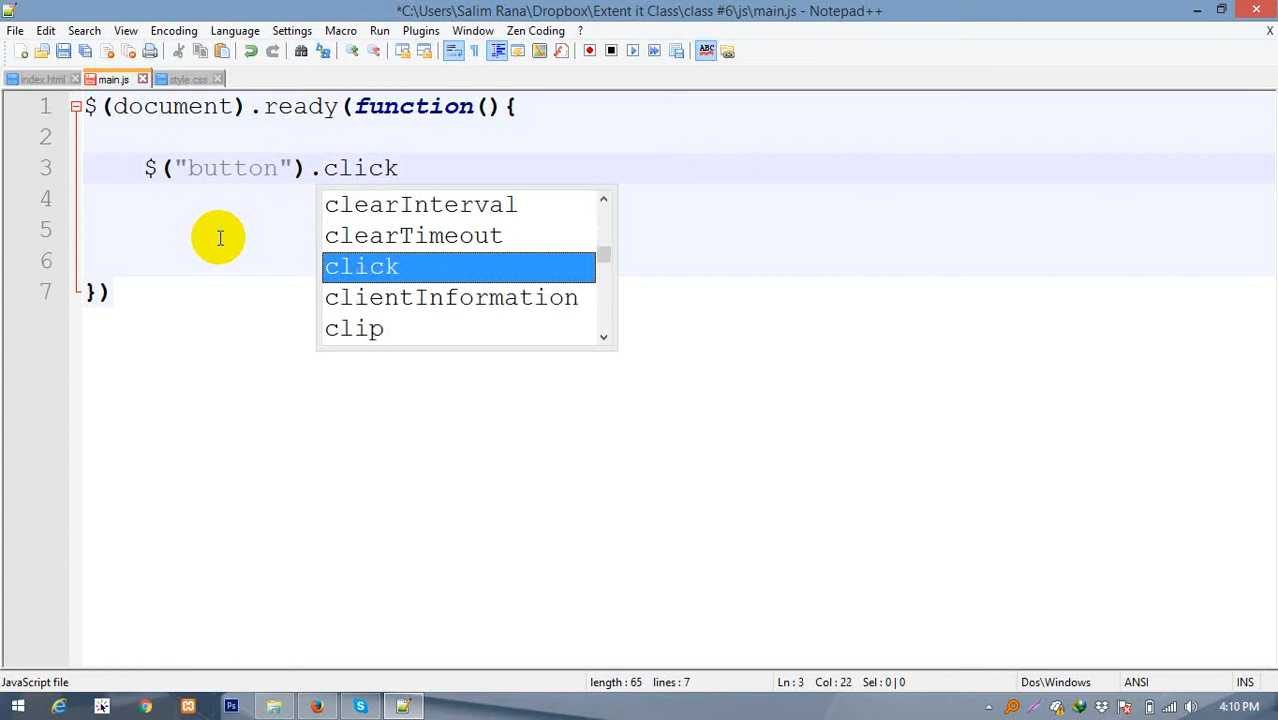 *C:\Users\Salim Rana\Dropbox\Extent it Class\class #6\js\main.js - Notepad++
File Edit Search View Encoding Language Settings Macro Run Plugins Window Zen Coding ? X
ABC
index.html main.js style.css
1 $(document).ready(function(){
2
3 $("button").click
4 clearInterval
5 clearTimeout
6 click
7 }) clientInformation
clip
JavaScript file length : 65 lines : 7 Ln : 3 Col : 22 Sel : 0 | 0 Dos\Windows ANSI INS
Ps 4:10 PM